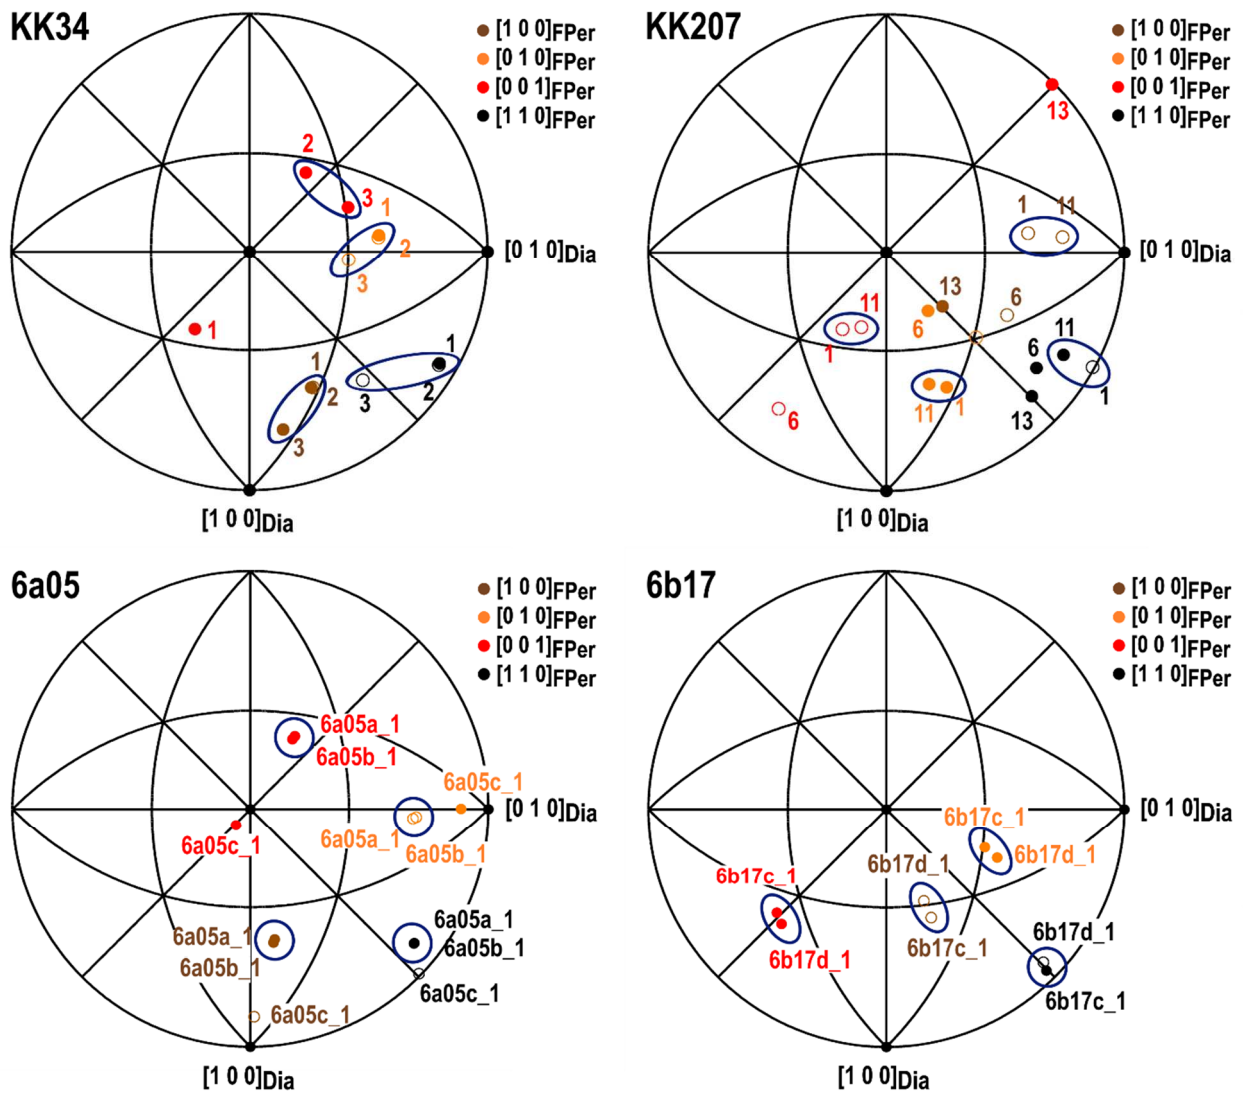 KK34
[1 0 0]FPer
[0 1 0]FPer
[0 0 1]FPer
[1 1 0]FPer
2
3
1
2
3
1
1
2
3
1
3
2
[0 1 0]Dia
[1 0 0]Dia
KK207
[1 0 0]FPer
[0 1 0]FPer
[0 0 1]FPer
[1 1 0]FPer
13
1 11
13
6
6
11
1
11
6
1
13
11 1
6
[0 1 0]Dia
[1 0 0]Dia
6a05
[1 0 0]FPer
[0 1 0]FPer
[0 0 1]FPer
[1 1 0]FPer
6a05a_1
6a05b_1
6a05c_1
[0 1 0]Dia
6a05a_1
6a05b_1
6a05c_1
6a05a_1
6a05b_1
6a05a_1
6a05b_1
6a05c_1
6a05c_1
[1 0 0]Dia
6b17
[1 0 0]FPer
[0 1 0]FPer
[0 0 1]FPer
[1 1 0]FPer
[0 1 0]Dia
6b17c_1
6b17d_1
6b17d_1
6b17c_1
6b17c_1
6b17d_1
6b17d_1
6b17c_1
[1 0 0]Dia